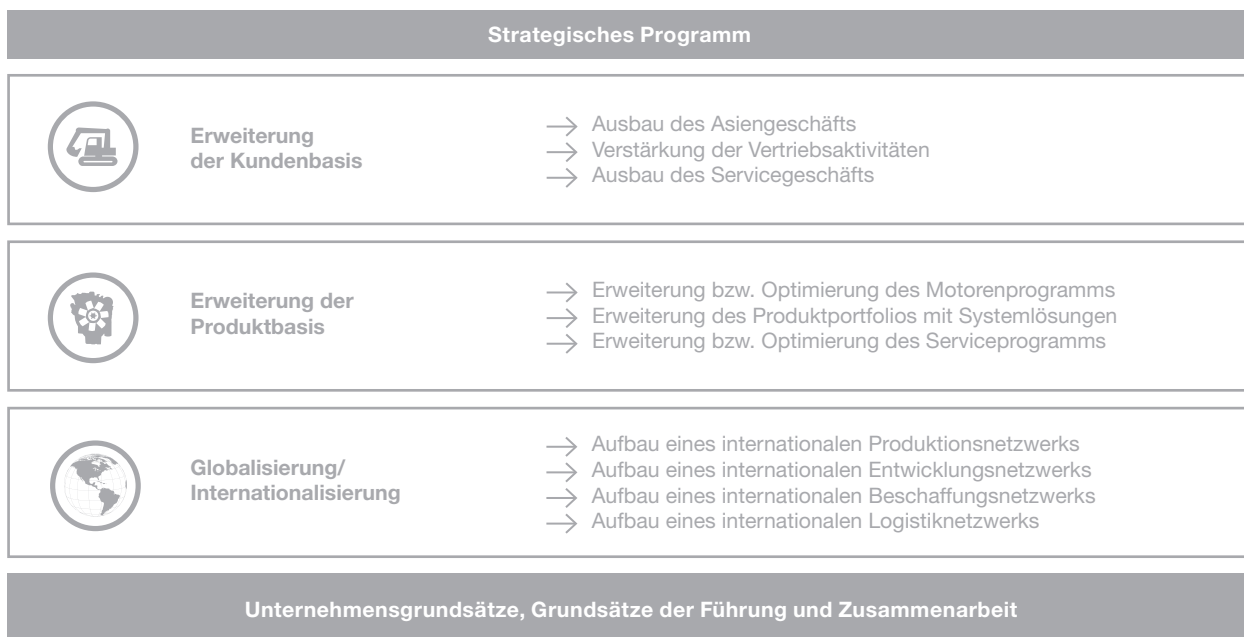 Strategisches Programm
Erweiterung
der Kundenbasis
→ Ausbau des Asiengeschäfts
→ Verstärkung der Vertriebsaktivitäten
→ Ausbau des Servicegeschäfts
Erweiterung der
Produktbasis
→ Erweiterung bzw. Optimierung des Motorenprogramms
→ Erweiterung des Produktportfolios mit Systemlösungen
→ Erweiterung bzw. Optimierung des Serviceprogramms
Globalisierung/
Internationalisierung
→ Aufbau eines internationalen Produktionsnetzwerks
→ Aufbau eines internationalen Entwicklungsnetzwerks
→ Aufbau eines internationalen Beschaffungsnetzwerks
→ Aufbau eines internationalen Logistiknetzwerks
Unternehmensgrundsätze, Grundsätze der Führung und Zusammenarbeit